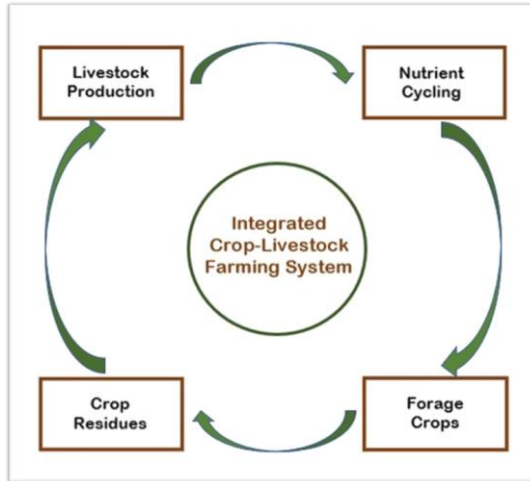 Livestock
Production
Nutrient
Cycling
Integrated
Crop-Livestock
Farming System
Crop
Residues
Forage
Crops